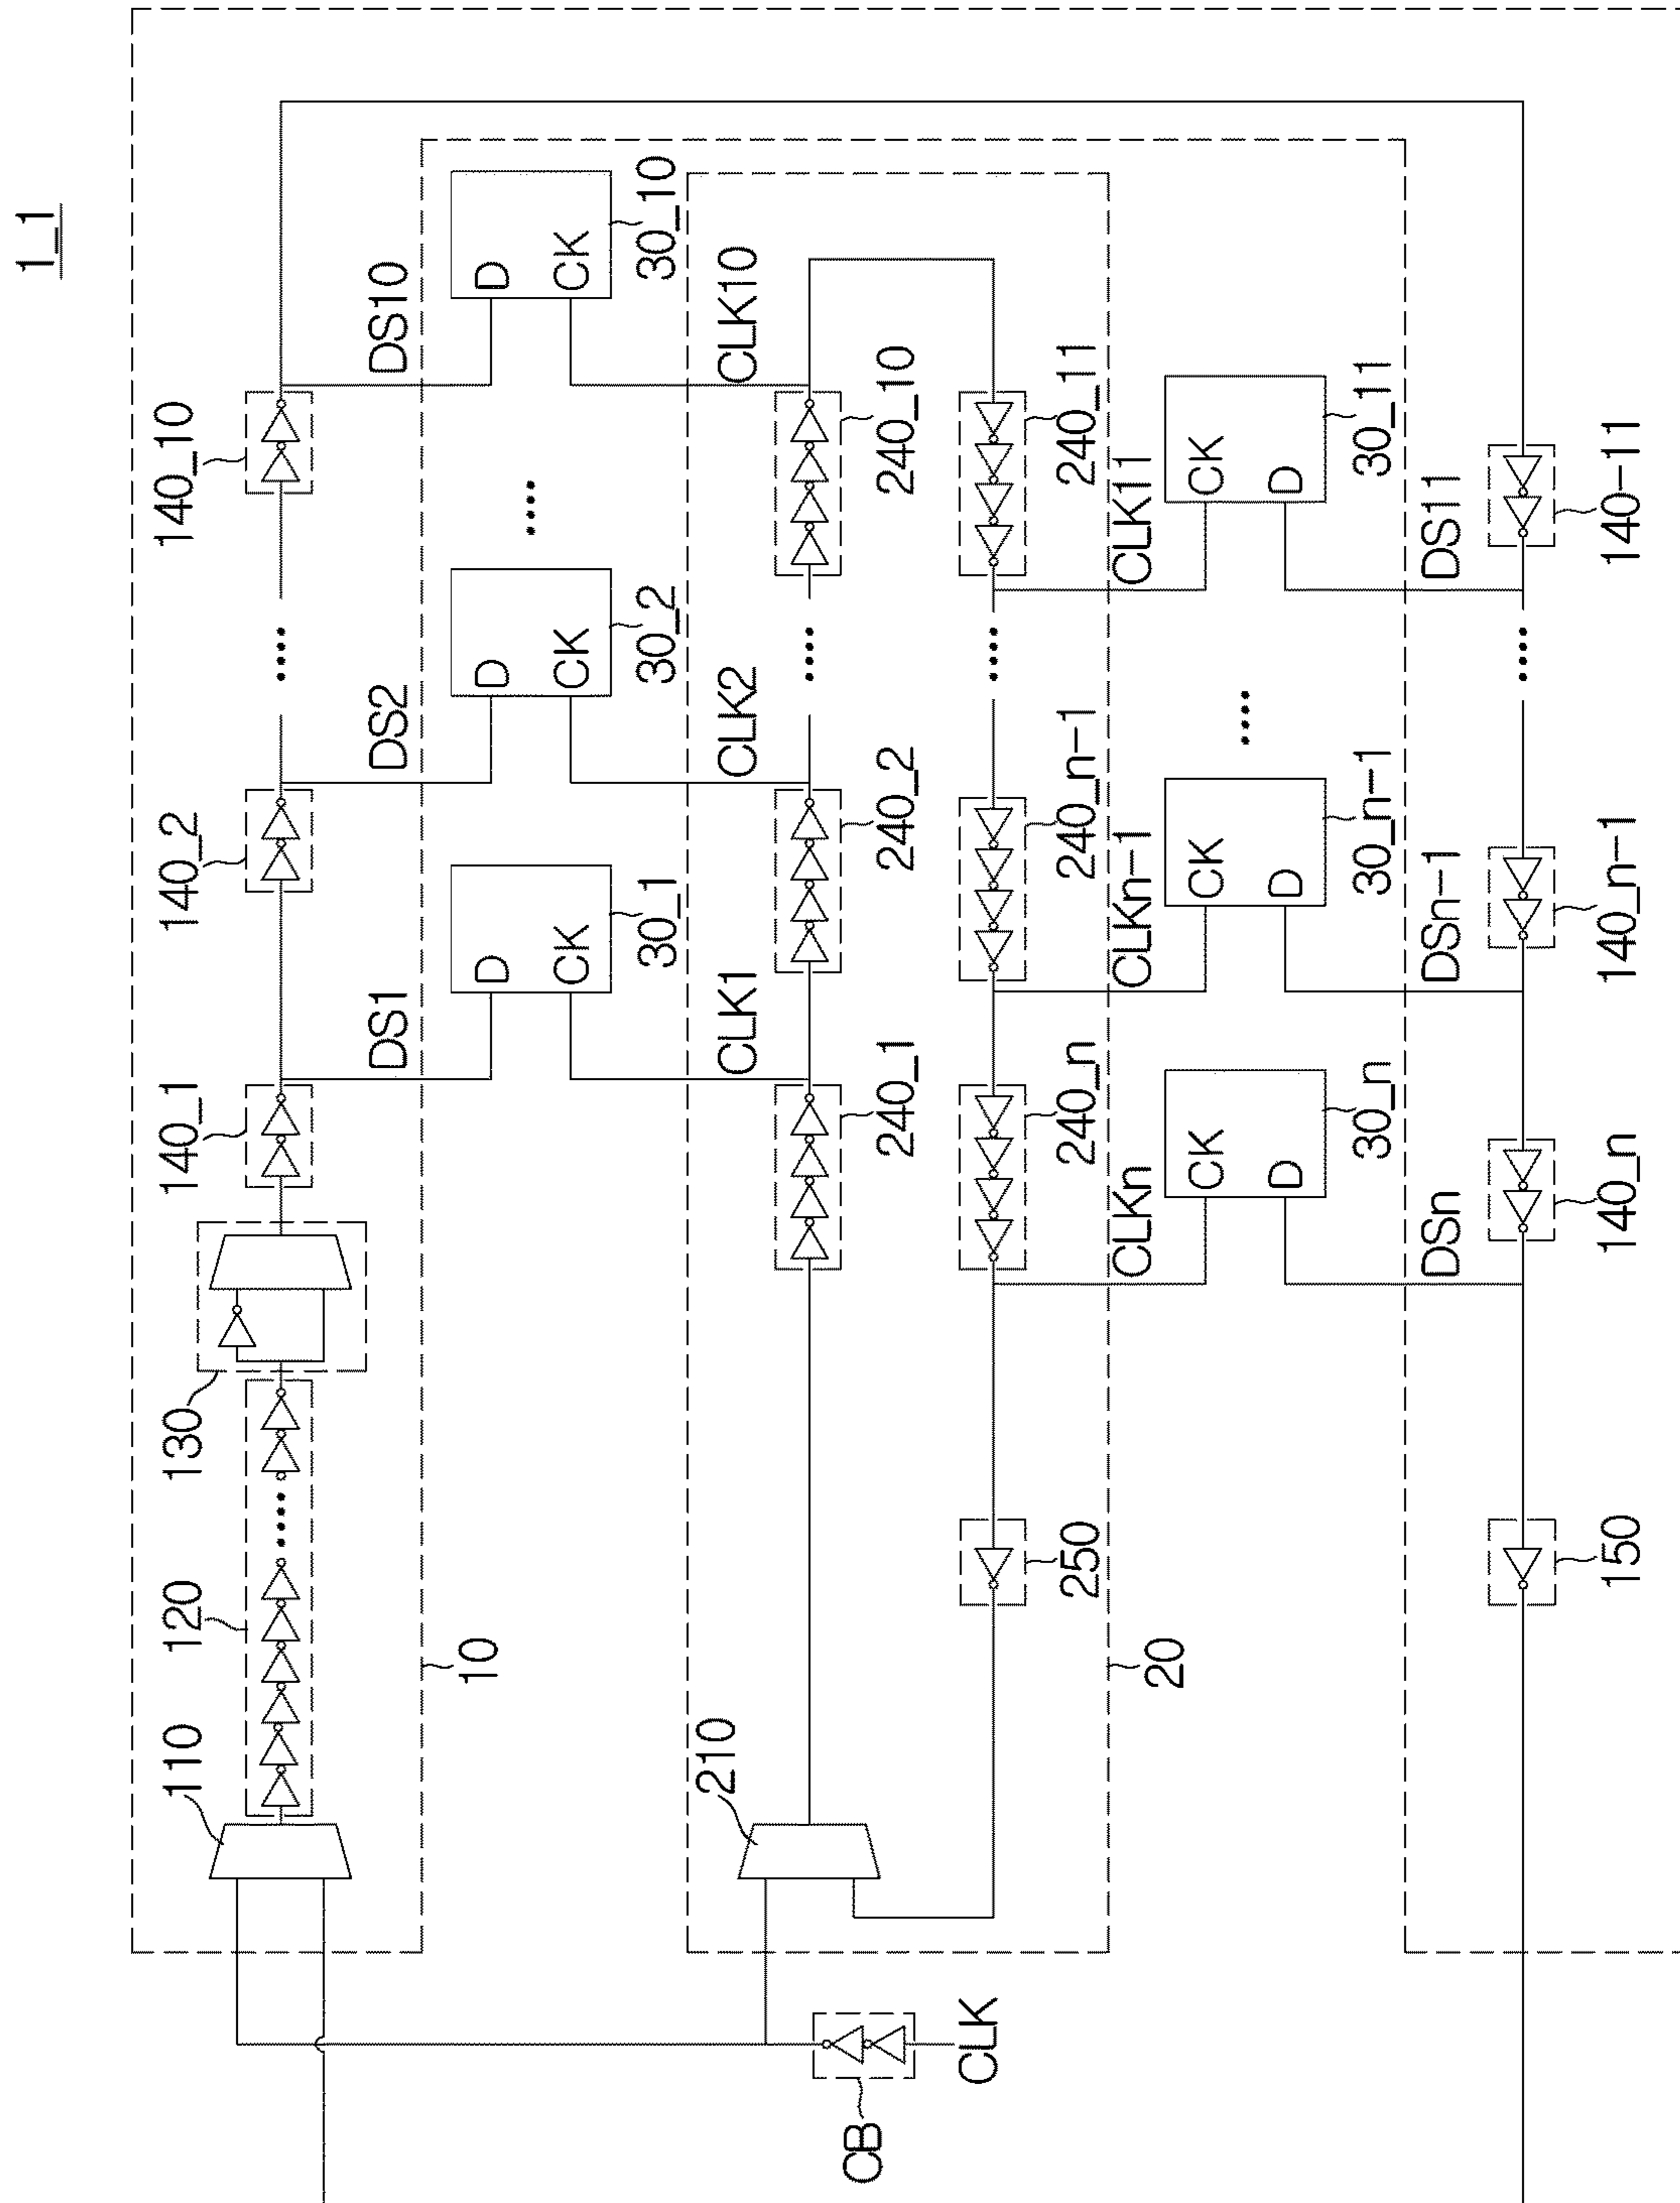 1_1
110
120
130
140_1
140_2
140_10
10
DS1
DS2
DS10
D
CK
30_1
D
CK
30_2
D
CK
30_10
210
CLK1
CLK2
CLK10
240_1
240_2
240_10
CB
CLK
250
240_n
240_n-1
240_11
20
CLKn
CLKn-1
CLK11
CK
D
30_n
CK
D
30_n-1
CK
D
30_11
DSn
DSn-1
DS11
150
140_n
140_n-1
140-11